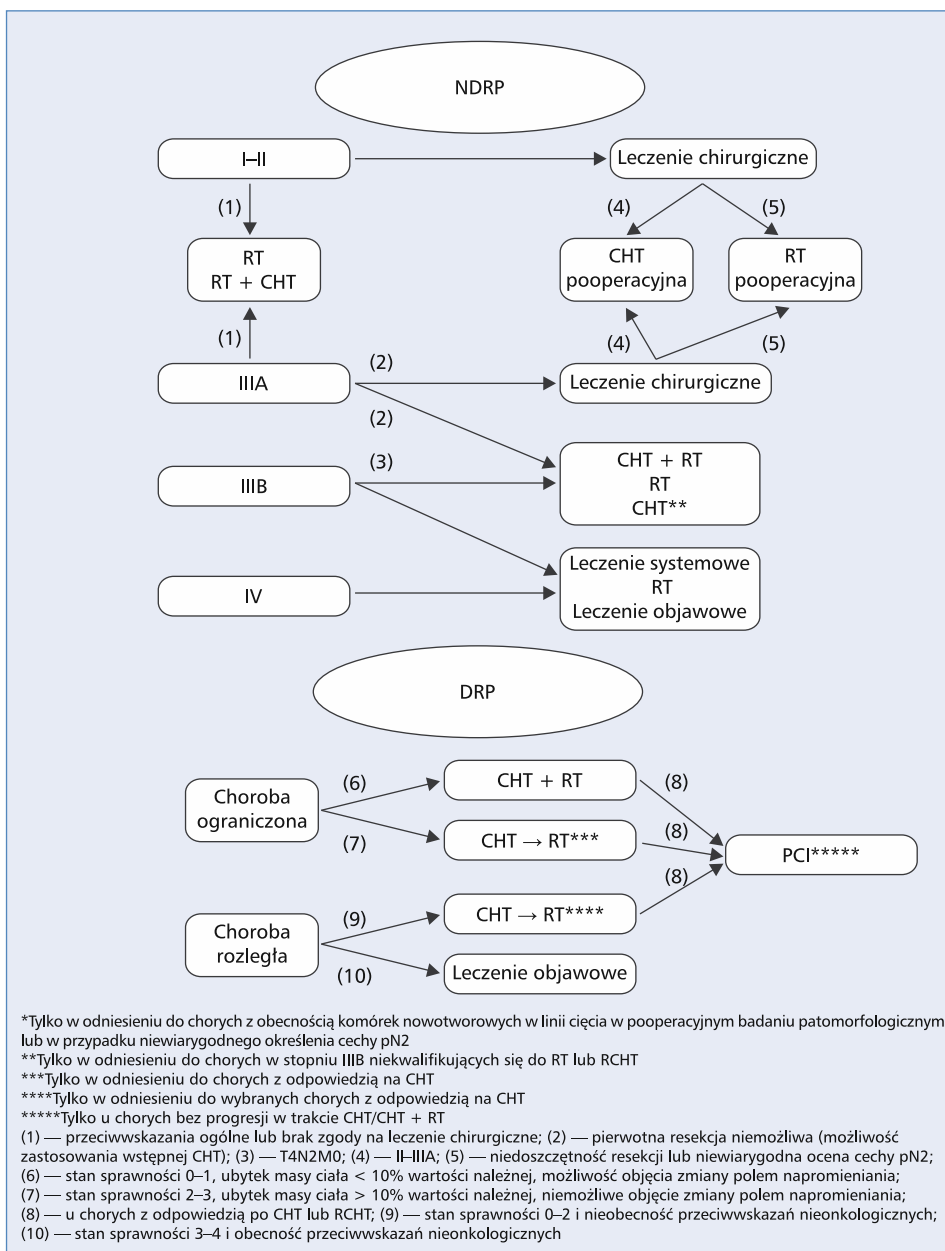 NDRP
I–II
Leczenie chirurgiczne
(1)
(4)
(5)
RT
RT + CHT
CHT
pooperacyjna
RT
pooperacyjna
(1)
(4)
(5)
IIIA
(2)
Leczenie chirurgiczne
(2)
IIIB
(3)
CHT + RT
RT
CHT**
IV
Leczenie systemowe
RT
Leczenie objawowe
DRP
Choroba
ograniczona
(6)
CHT + RT
(8)
(7)
CHT → RT***
(8)
PCI*****
(8)
Choroba
rozległa
(9)
CHT → RT****
(10)
Leczenie objawowe
*Tylko w odniesieniu do chorych z obecnością komórek nowotworowych w linii cięcia w pooperacyjnym badaniu patomorfologicznym
lub w przypadku niewiarygodnego określenia cechy pN2
**Tylko w odniesieniu do chorych w stopniu IIIB niekwalifikujących się do RT lub RCHT
***Tylko w odniesieniu do chorych z odpowiedzią na CHT
****Tylko w odniesieniu do wybranych chorych z odpowiedzią na CHT
*****Tylko u chorych bez progresji w trakcie CHT/CHT + RT
(1) — przeciwwskazania ogólne lub brak zgody na leczenie chirurgiczne; (2) — pierwotna resekcja niemożliwa (możliwość
zastosowania wstępnej CHT); (3) — T4N2M0; (4) — II–IIIA; (5) — niedoszczętność resekcji lub niewiarygodna ocena cechy pN2;
(6) — stan sprawności 0–1, ubytek masy ciała < 10% wartości należnej, możliwość objęcia zmiany polem napromieniania;
(7) — stan sprawności 2–3, ubytek masy ciała > 10% wartości należnej, niemożliwe objęcie zmiany polem napromieniania;
(8) — u chorych z odpowiedzią po CHT lub RCHT; (9) — stan sprawności 0–2 i nieobecność przeciwwskazań nieonkologicznych;
(10) — stan sprawności 3–4 i obecność przeciwwskazań nieonkologicznych